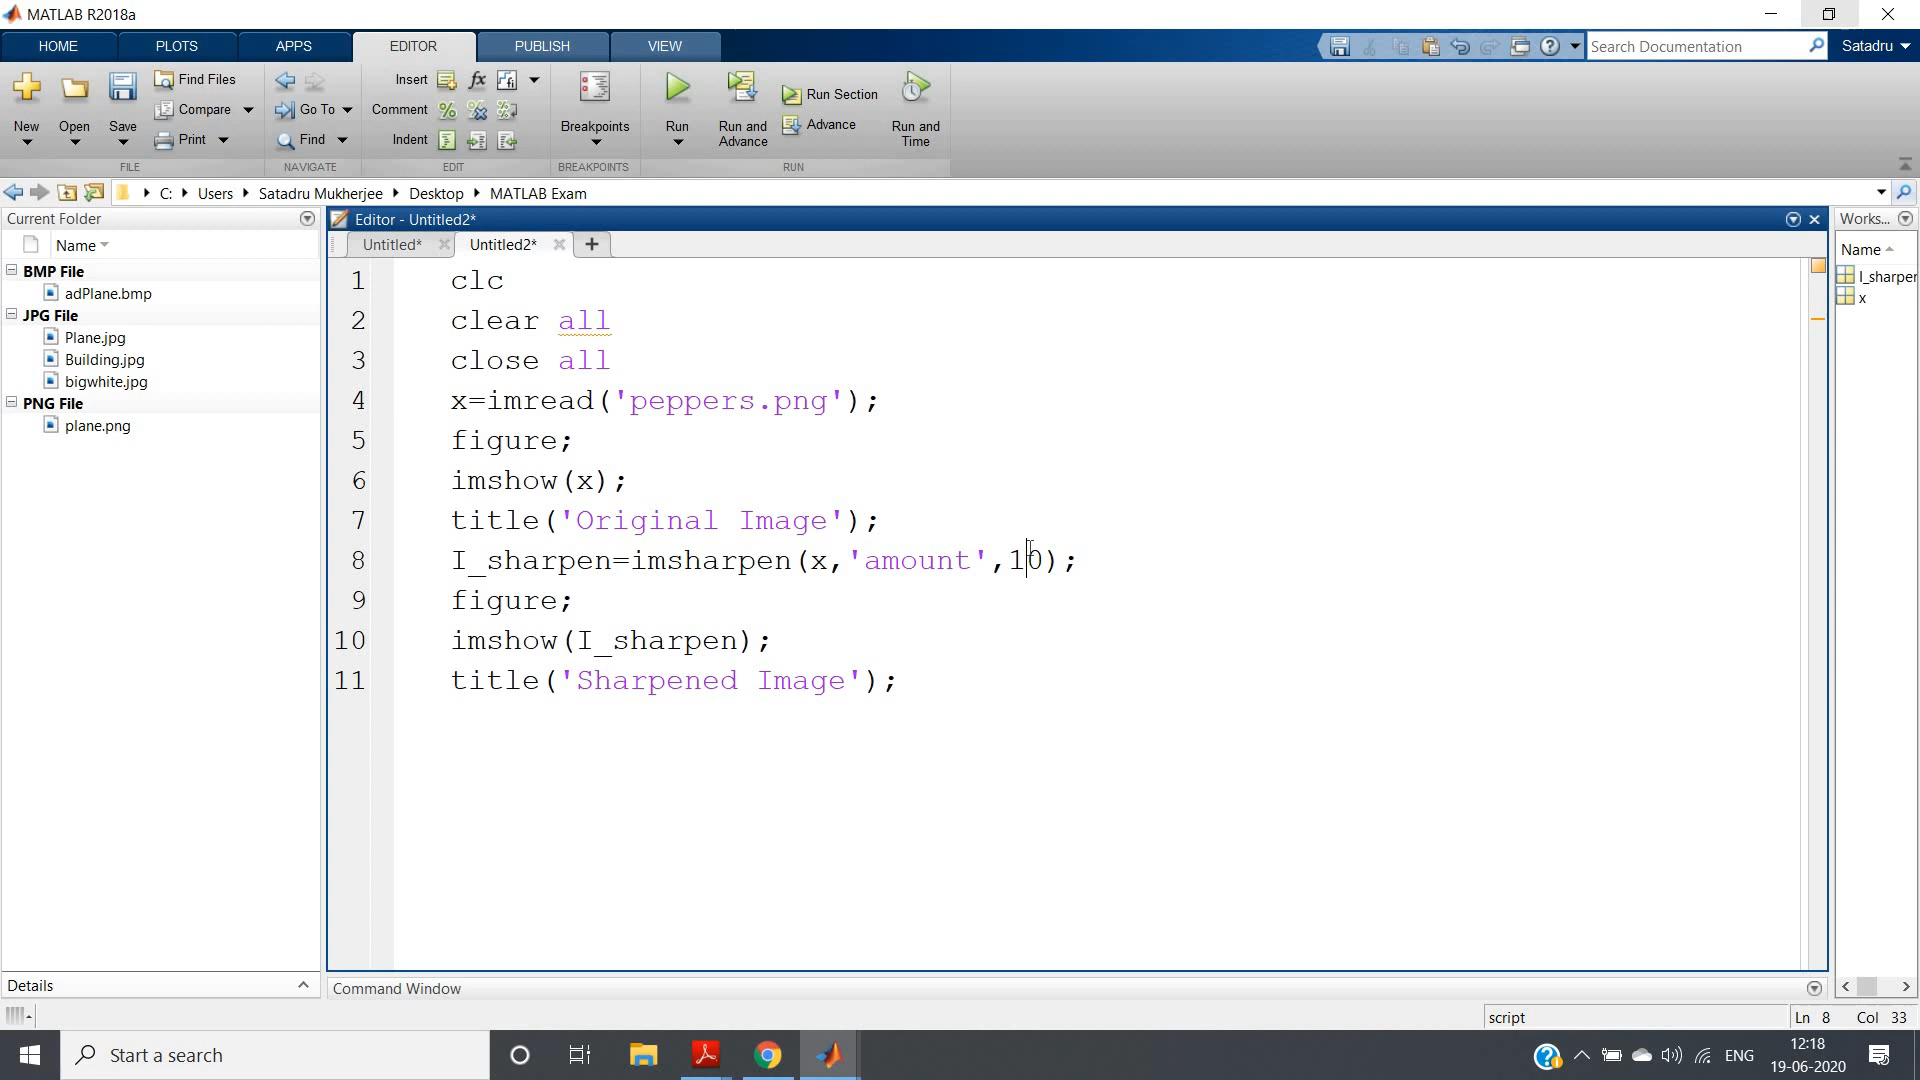 MATLAB R2018a
HOME PLOTS APPS EDITOR PUBLISH VIEW
Search Documentation Satadru
New Open Save
Find Files
Compare
Print
FILE
Go To
Find
NAVIGATE
Insert
Comment
Indent
EDIT
Breakpoints
BREAKPOINTS
Run
Run and Advance
Run Section
Advance
Run and Time
RUN
C: Users Satadru Mukherjee Desktop MATLAB Exam
Current Folder
Name
BMP File
adPlane.bmp
JPG File
Plane.jpg
Building.jpg
bigwhite.jpg
PNG File
plane.png
Details
Editor - Untitled2*
Untitled* Untitled2*
1 clc
2 clear all
3 close all
4 x=imread('peppers.png');
5 figure;
6 imshow(x);
7 title('Original Image');
8 I_sharpen=imsharpen(x,'amount',10);
9 figure;
10 imshow(I_sharpen);
11 title('Sharpened Image');
Command Window
Works...
Name
I_sharper
x
script Ln 8 Col 33
Start a search
ENG
12:18
19-06-2020